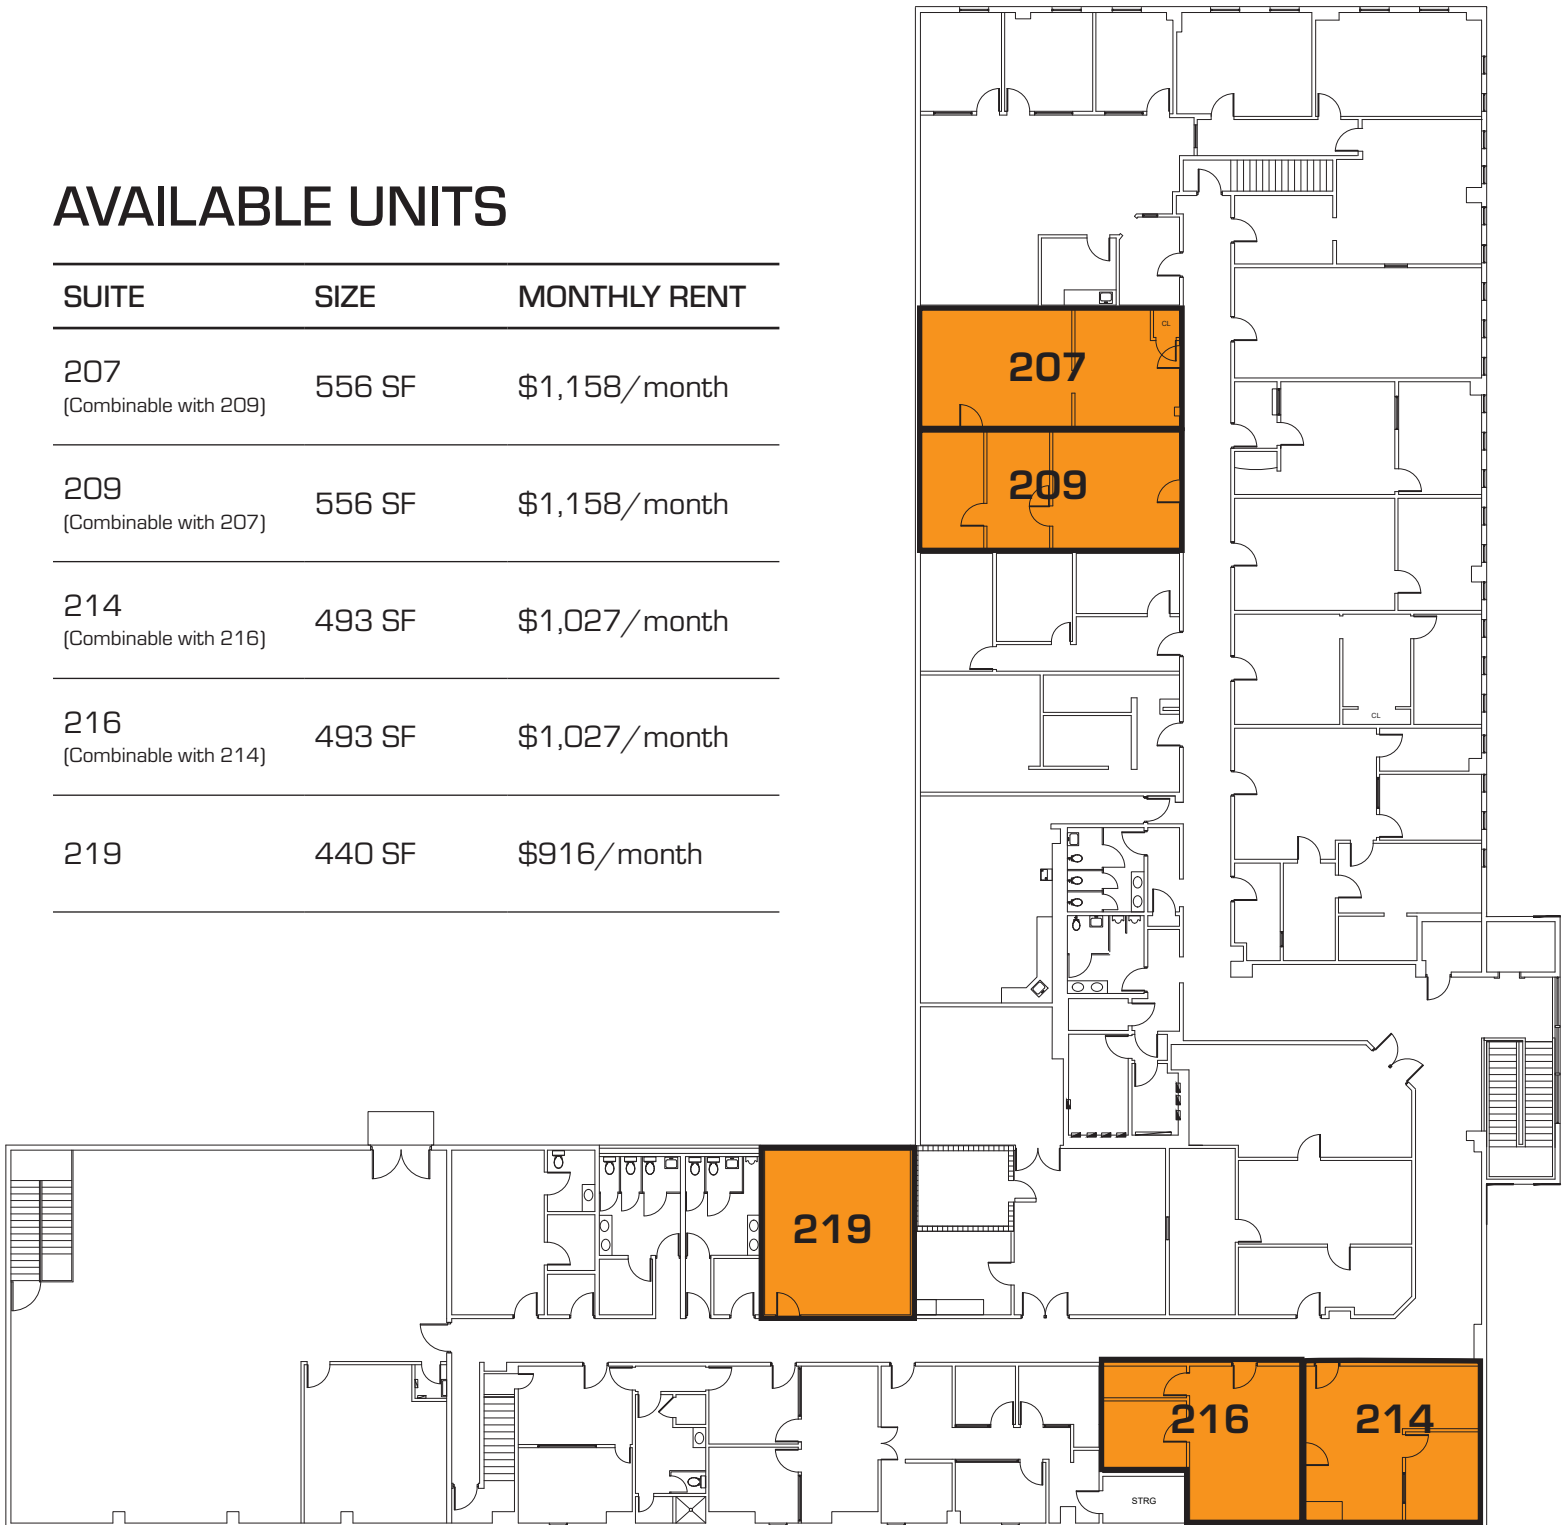 AVAILABLE UNITS
SUITE SIZE MONTHLY RENT
207 556 SF $1,158/month
(Combinable with 209)
209 556 SF $1,158/month
(Combinable with 207)
214 493 SF $1,027/month
(Combinable with 216)
216 493 SF $1,027/month
(Combinable with 214)
219 440 SF $916/month
CL
207
209
CL
219
216
214
STRG